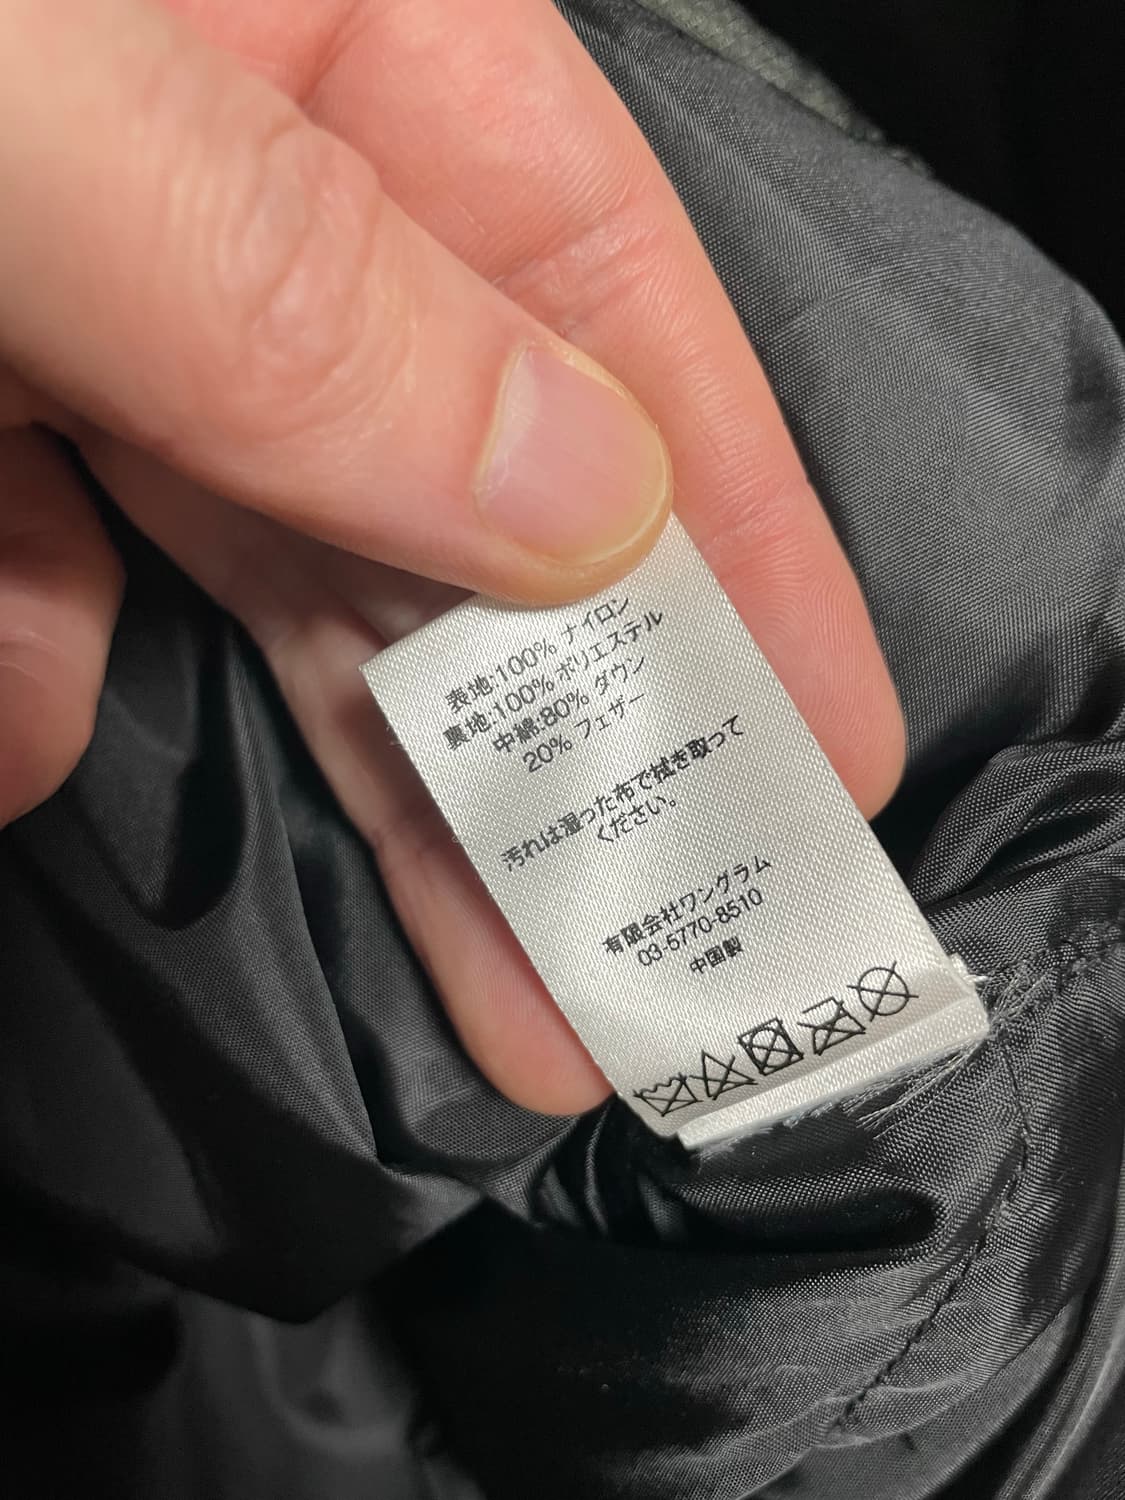 表地:100% ナイロン
裏地:100% ポリエステル
中綿:80% ダウン
20% フェザー
汚れは湿った布で拭き取って
ください。
有限会社ワングラム
03-5770-8510
中国製